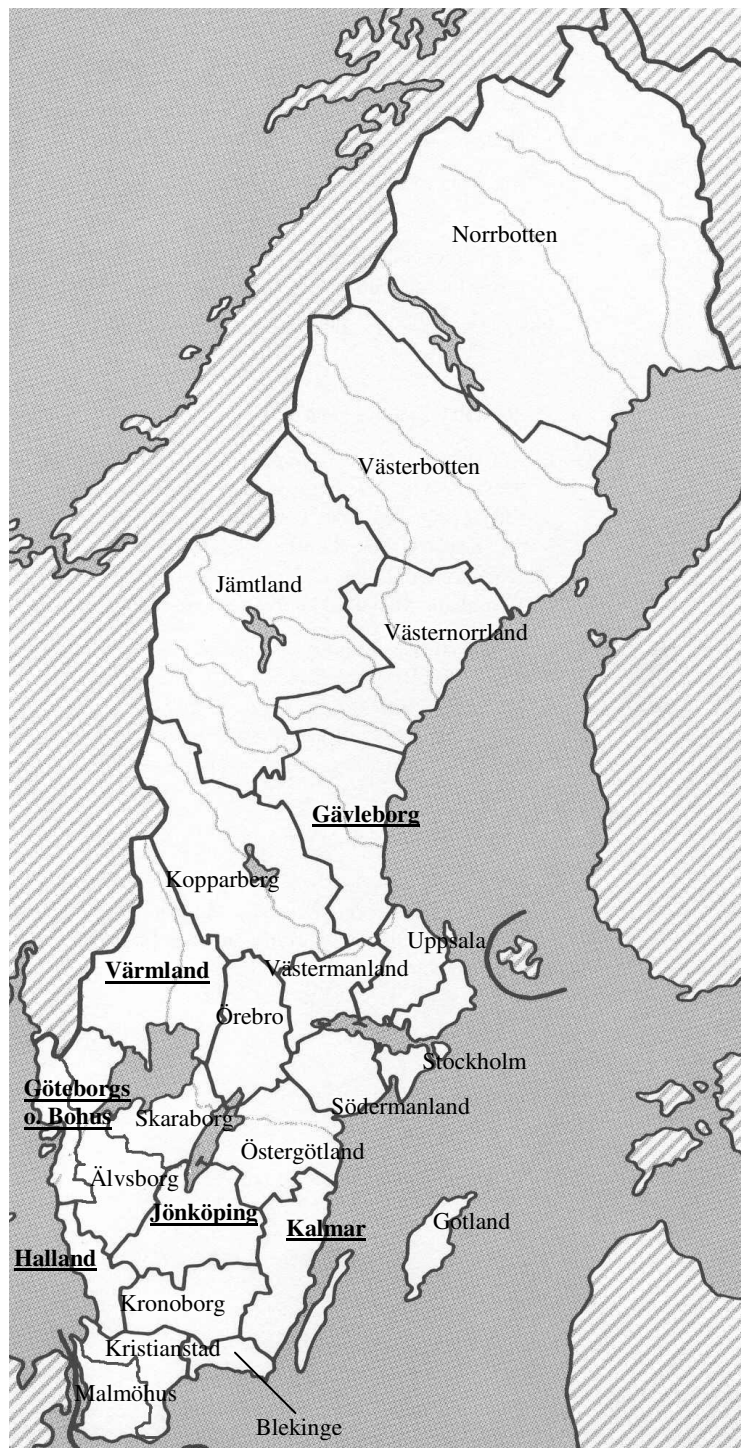 Norrbotten
Västerbotten
Jämtland
Västernorrland
Gävleborg
Kopparberg
Uppsala
Värmland
Västermanland
Örebro
Stockholm
Göteborgs
o. Bohus
Södermanland
Skaraborg
Östergötland
Älvsborg
Jönköping
Kalmar
Gotland
Halland
Kronoborg
Kristianstad
Malmöhus
Blekinge